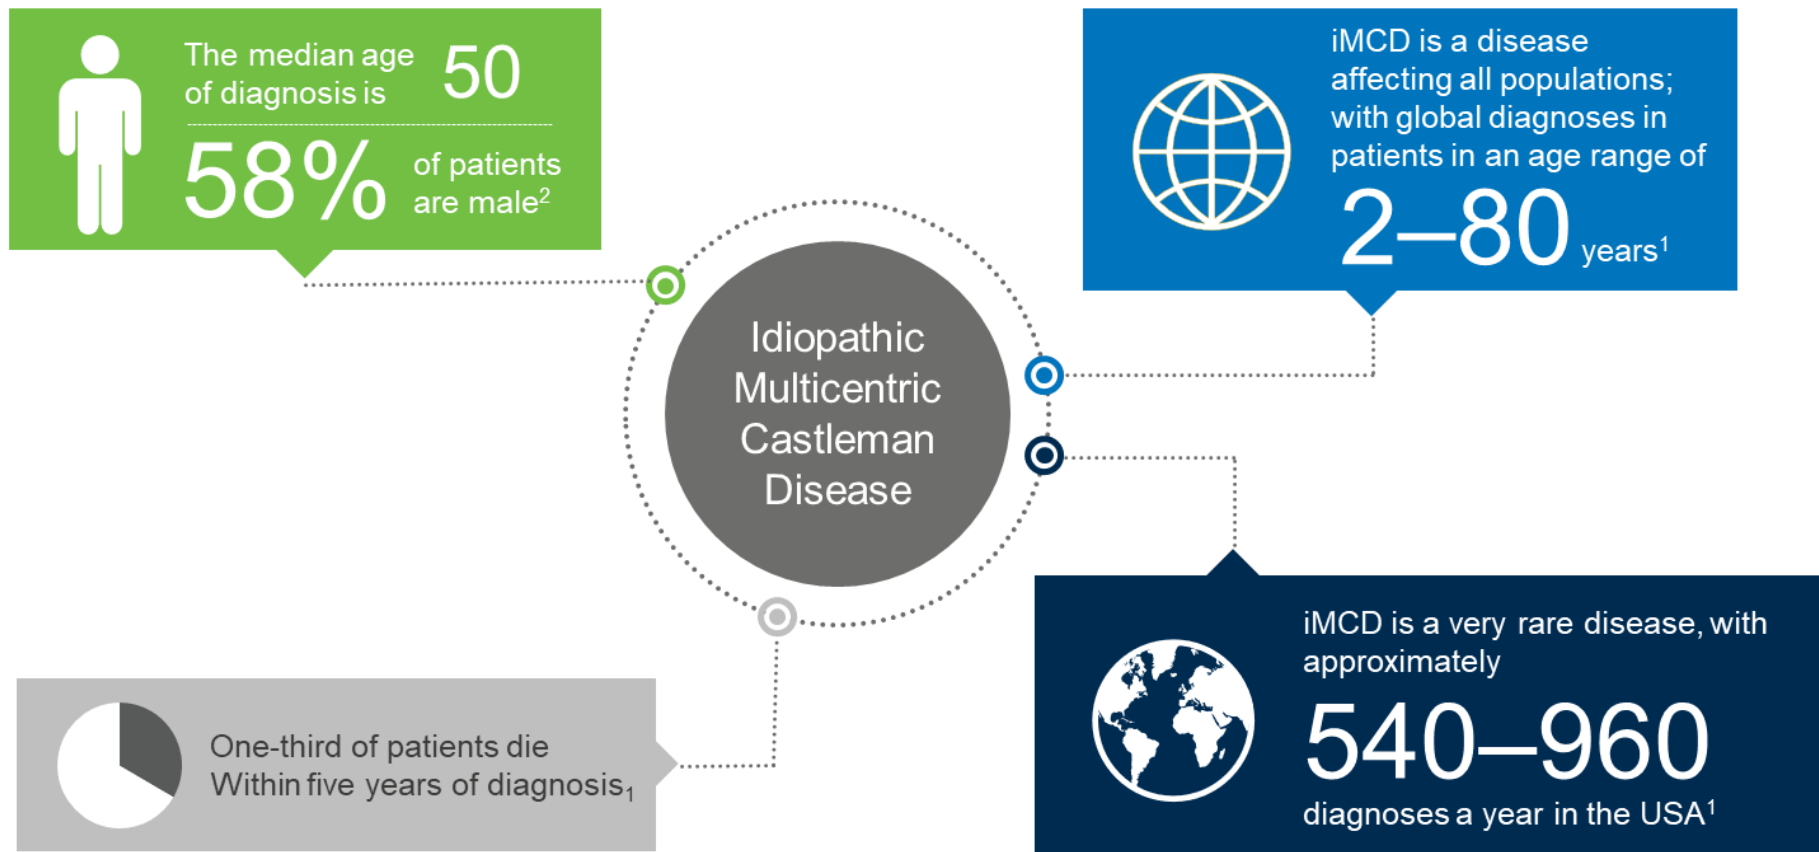 The median age
of diagnosis is 50
58% of patients
are male²
iMCD is a disease
affecting all populations;
with global diagnoses in
patients in an age range of
2–80 years¹
Idiopathic
Multicentric
Castleman
Disease
One-third of patients die
Within five years of diagnosis₁
iMCD is a very rare disease, with
approximately
540–960
diagnoses a year in the USA¹